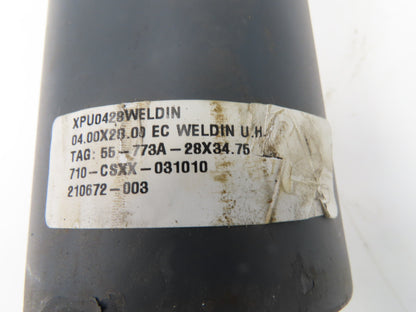 XPU0428WELDIN
04.00X28.00 EC WELDIN U.H
TAG: 55-773A-28X34.75
710-CSXX-031010
210672-003